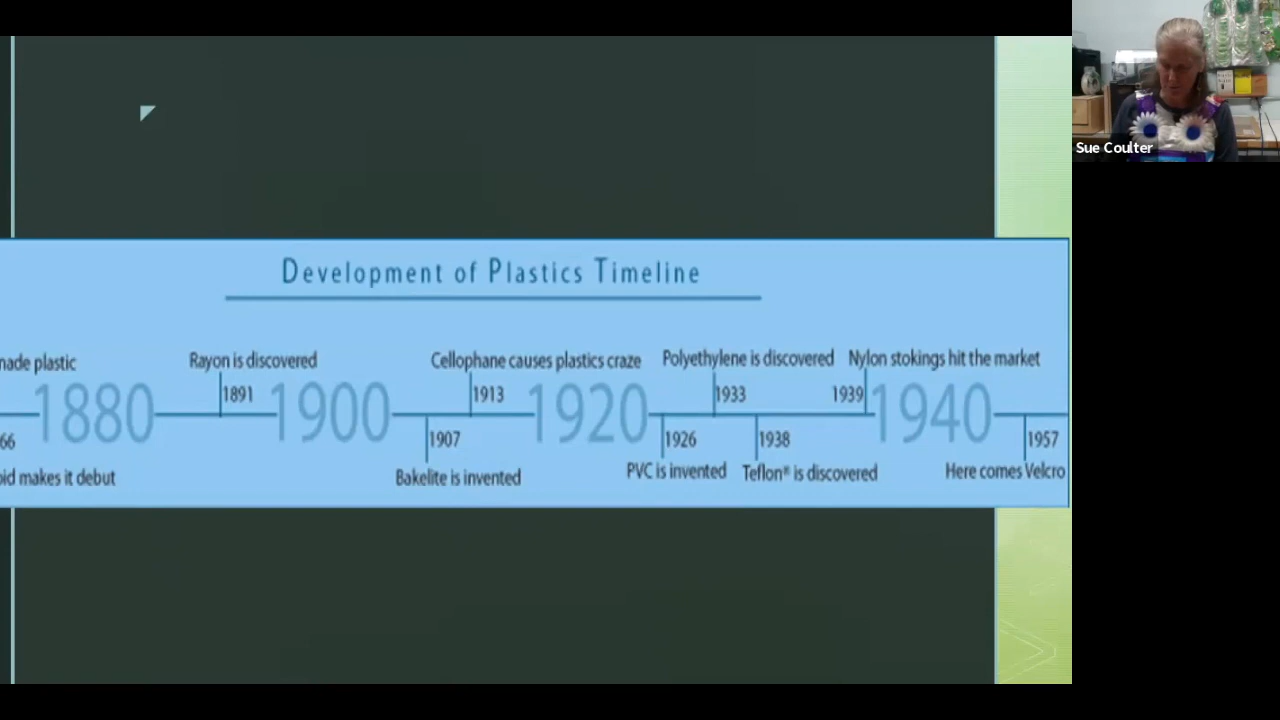 Sue Coulter
Development of Plastics Timeline
made plastic
Rayon is discovered
Cellophane causes plastics craze
Polyethylene is discovered
Nylon stokings hit the market
1891
1913
1933
1939
1880
1900
1920
1940
66
1907
1926
1938
1957
oid makes it debut
Bakelite is invented
PVC is invented
Teflon® is discovered
Here comes Velcro